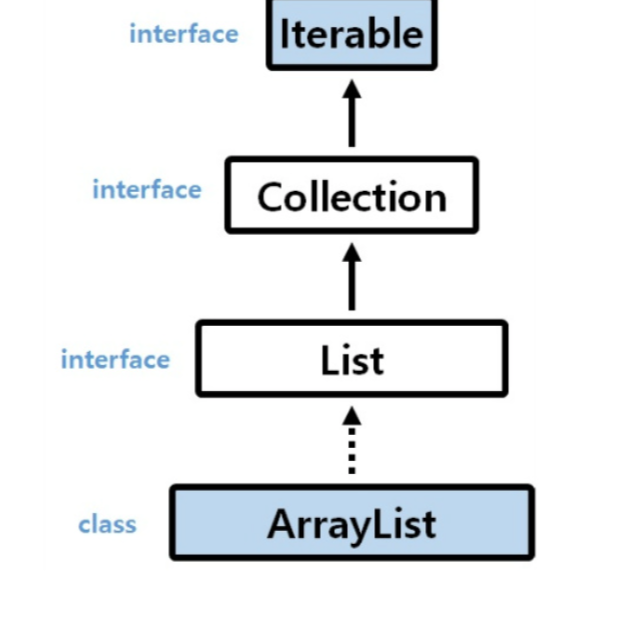 interface Iterable
interface Collection
interface List
class ArrayList